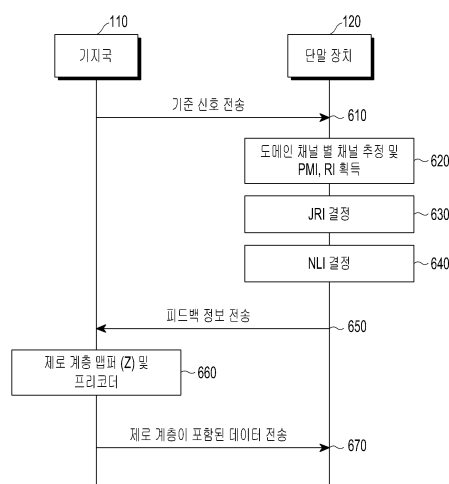 110
120
기지국
단말 장치
기준 신호 전송
610
도메인 채널 별 채널 추정 및
PMI, RI 획득
620
JRI 결정
630
NLI 결정
640
피드백 정보 전송
650
제로 계층 맵퍼 (Z) 및
프리코더
660
제로 계층이 포함된 데이터 전송
670